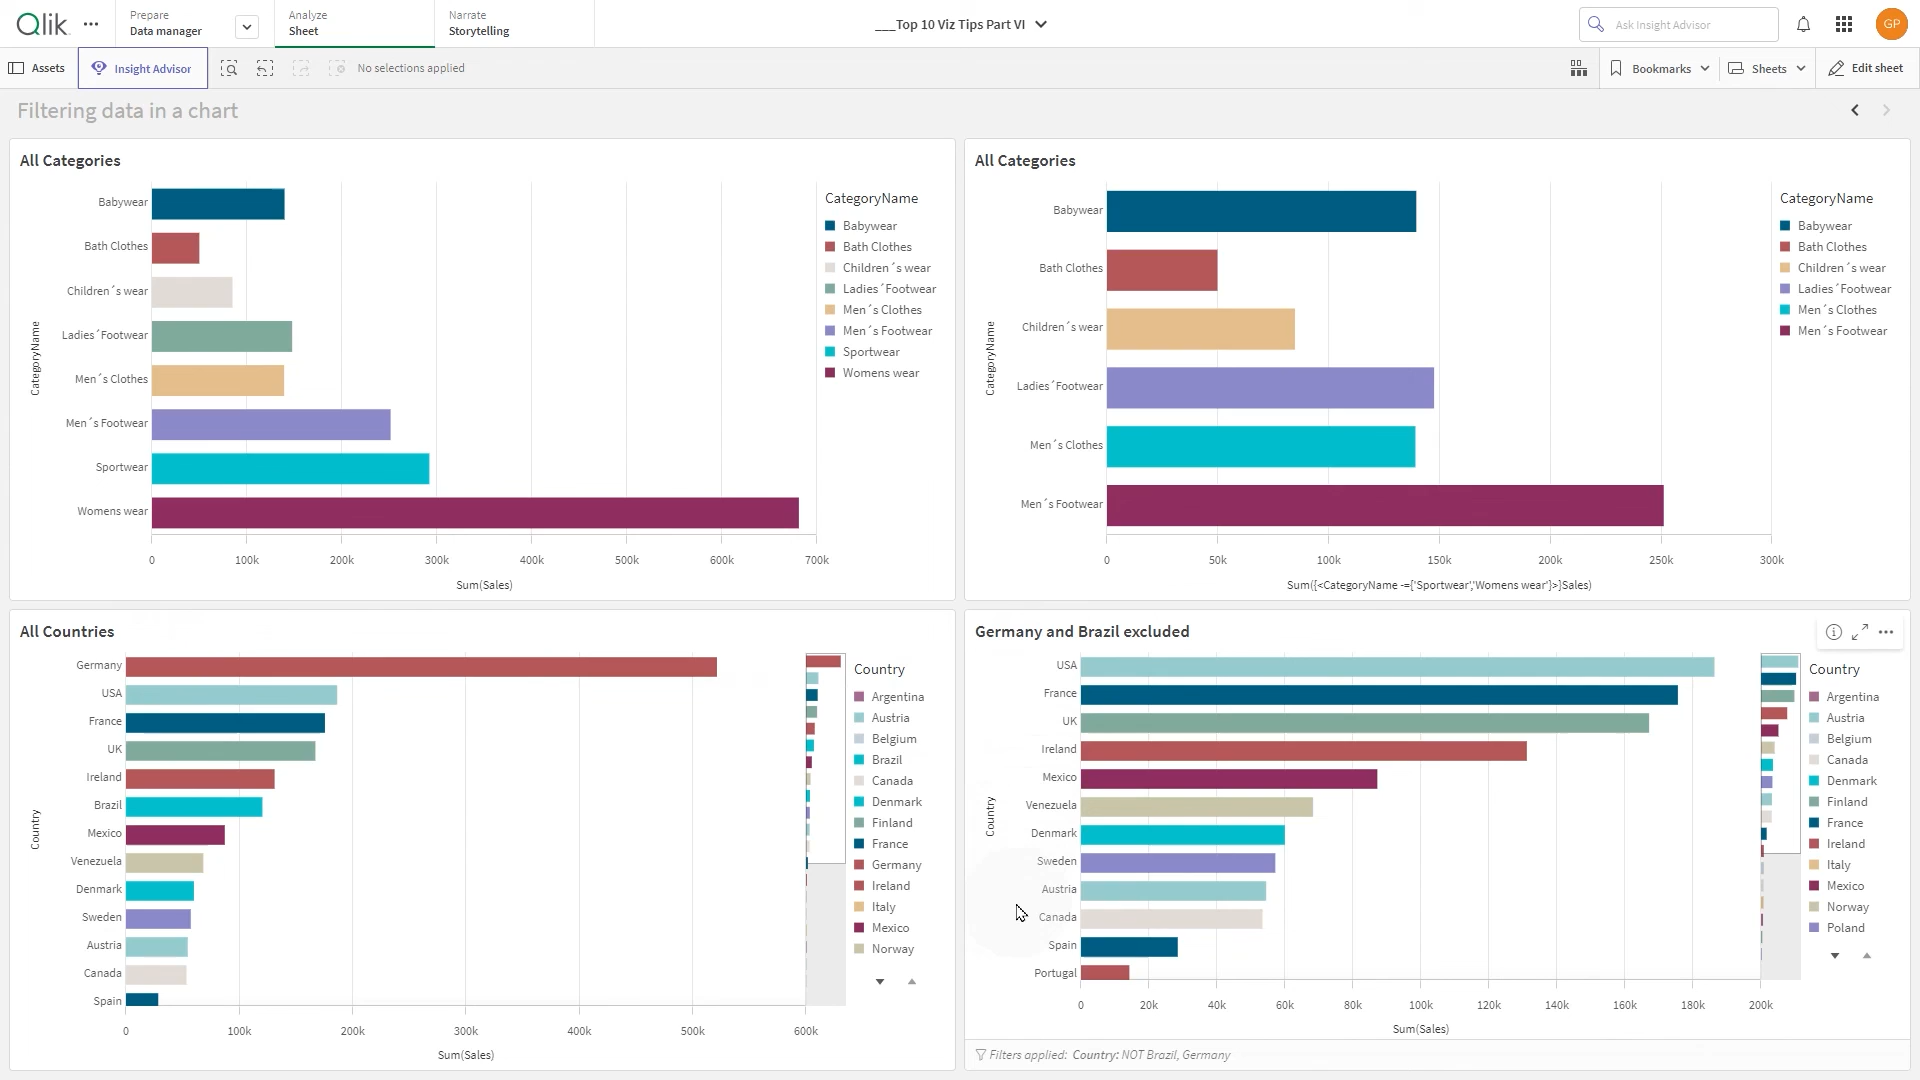 Qlik
Prepare
Data manager
Analyze
Sheet
Narrate
Storytelling
___Top 10 Viz Tips Part VI
Ask Insight Advisor
GP
Assets
Insight Advisor
No selections applied
Bookmarks
Sheets
Edit sheet
Filtering data in a chart
All Categories
CategoryName
Babywear
Bath Clothes
Children´s wear
Ladies´Footwear
Men´s Clothes
Men´s Footwear
Sportwear
Womens wear
0 100k 200k 300k 400k 500k 600k 700k
Sum(Sales)
CategoryName
Babywear
Bath Clothes
Children´s wear
Ladies´Footwear
Men´s Clothes
Men´s Footwear
Sportwear
Womens wear
All Categories
CategoryName
Babywear
Bath Clothes
Children´s wear
Ladies´Footwear
Men´s Clothes
Men´s Footwear
0 50k 100k 150k 200k 250k 300k
Sum({<CategoryName -={'Sportwear','Womens wear'}>}Sales)
CategoryName
Babywear
Bath Clothes
Children´s wear
Ladies´Footwear
Men´s Clothes
Men´s Footwear
All Countries
Country
Germany
USA
France
UK
Ireland
Brazil
Mexico
Venezuela
Denmark
Sweden
Austria
Canada
Spain
0 100k 200k 300k 400k 500k 600k
Sum(Sales)
Country
Argentina
Austria
Belgium
Brazil
Canada
Denmark
Finland
France
Germany
Ireland
Italy
Mexico
Norway
Germany and Brazil excluded
Country
USA
France
UK
Ireland
Mexico
Venezuela
Denmark
Sweden
Austria
Canada
Spain
Portugal
0 20k 40k 60k 80k 100k 120k 140k 160k 180k 200k
Sum(Sales)
Country
Argentina
Austria
Belgium
Canada
Denmark
Finland
France
Ireland
Italy
Mexico
Norway
Poland
Filters applied: Country: NOT Brazil, Germany